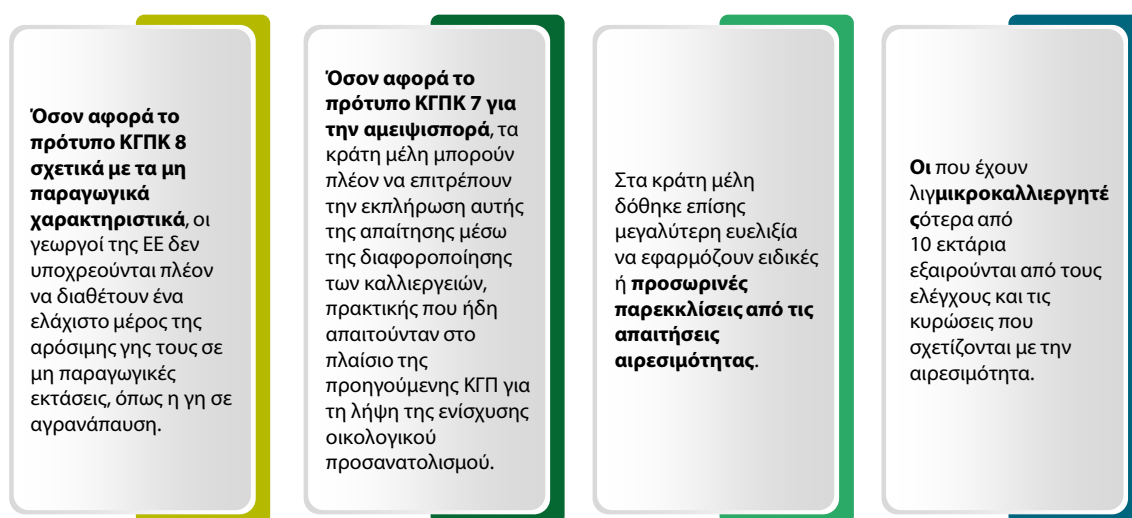 Όσον αφορά το
πρότυπο ΚΓΠΚ 8
σχετικά με τα μη
παραγωγικά
χαρακτηριστικά, οι
γεωργοί της ΕΕ δεν
υποχρεούνται πλέον
να διαθέτουν ένα
ελάχιστο μέρος της
αρόσιμης γης τους σε
μη παραγωγικές
εκτάσεις, όπως η γη σε
αγρανάπαυση.
Όσον αφορά το
πρότυπο ΚΓΠΚ 7 για
την αμειψισπορά, τα
κράτη μέλη μπορούν
πλέον να επιτρέπουν
την εκπλήρωση αυτής
της απαίτησης μέσω
της διαφοροποίησης
των καλλιεργειών,
πρακτικής που ήδη
απαιτούνταν στο
πλαίσιο της
προηγούμενης ΚΓΠ για
τη λήψη της ενίσχυσης
οικολογικού
προσανατολισμού.
Στα κράτη μέλη
δόθηκε επίσης
μεγαλύτερη ευελιξία
να εφαρμόζουν ειδικές
ή προσωρινές
παρεκκλίσεις από τις
απαιτήσεις
αιρεσιμότητας.
Οι που έχουν
λιγμικροκαλλιεργητέ
ςότερα από
10 εκτάρια
εξαιρούνται από τους
ελέγχους και τις
κυρώσεις που
σχετίζονται με την
αιρεσιμότητα.